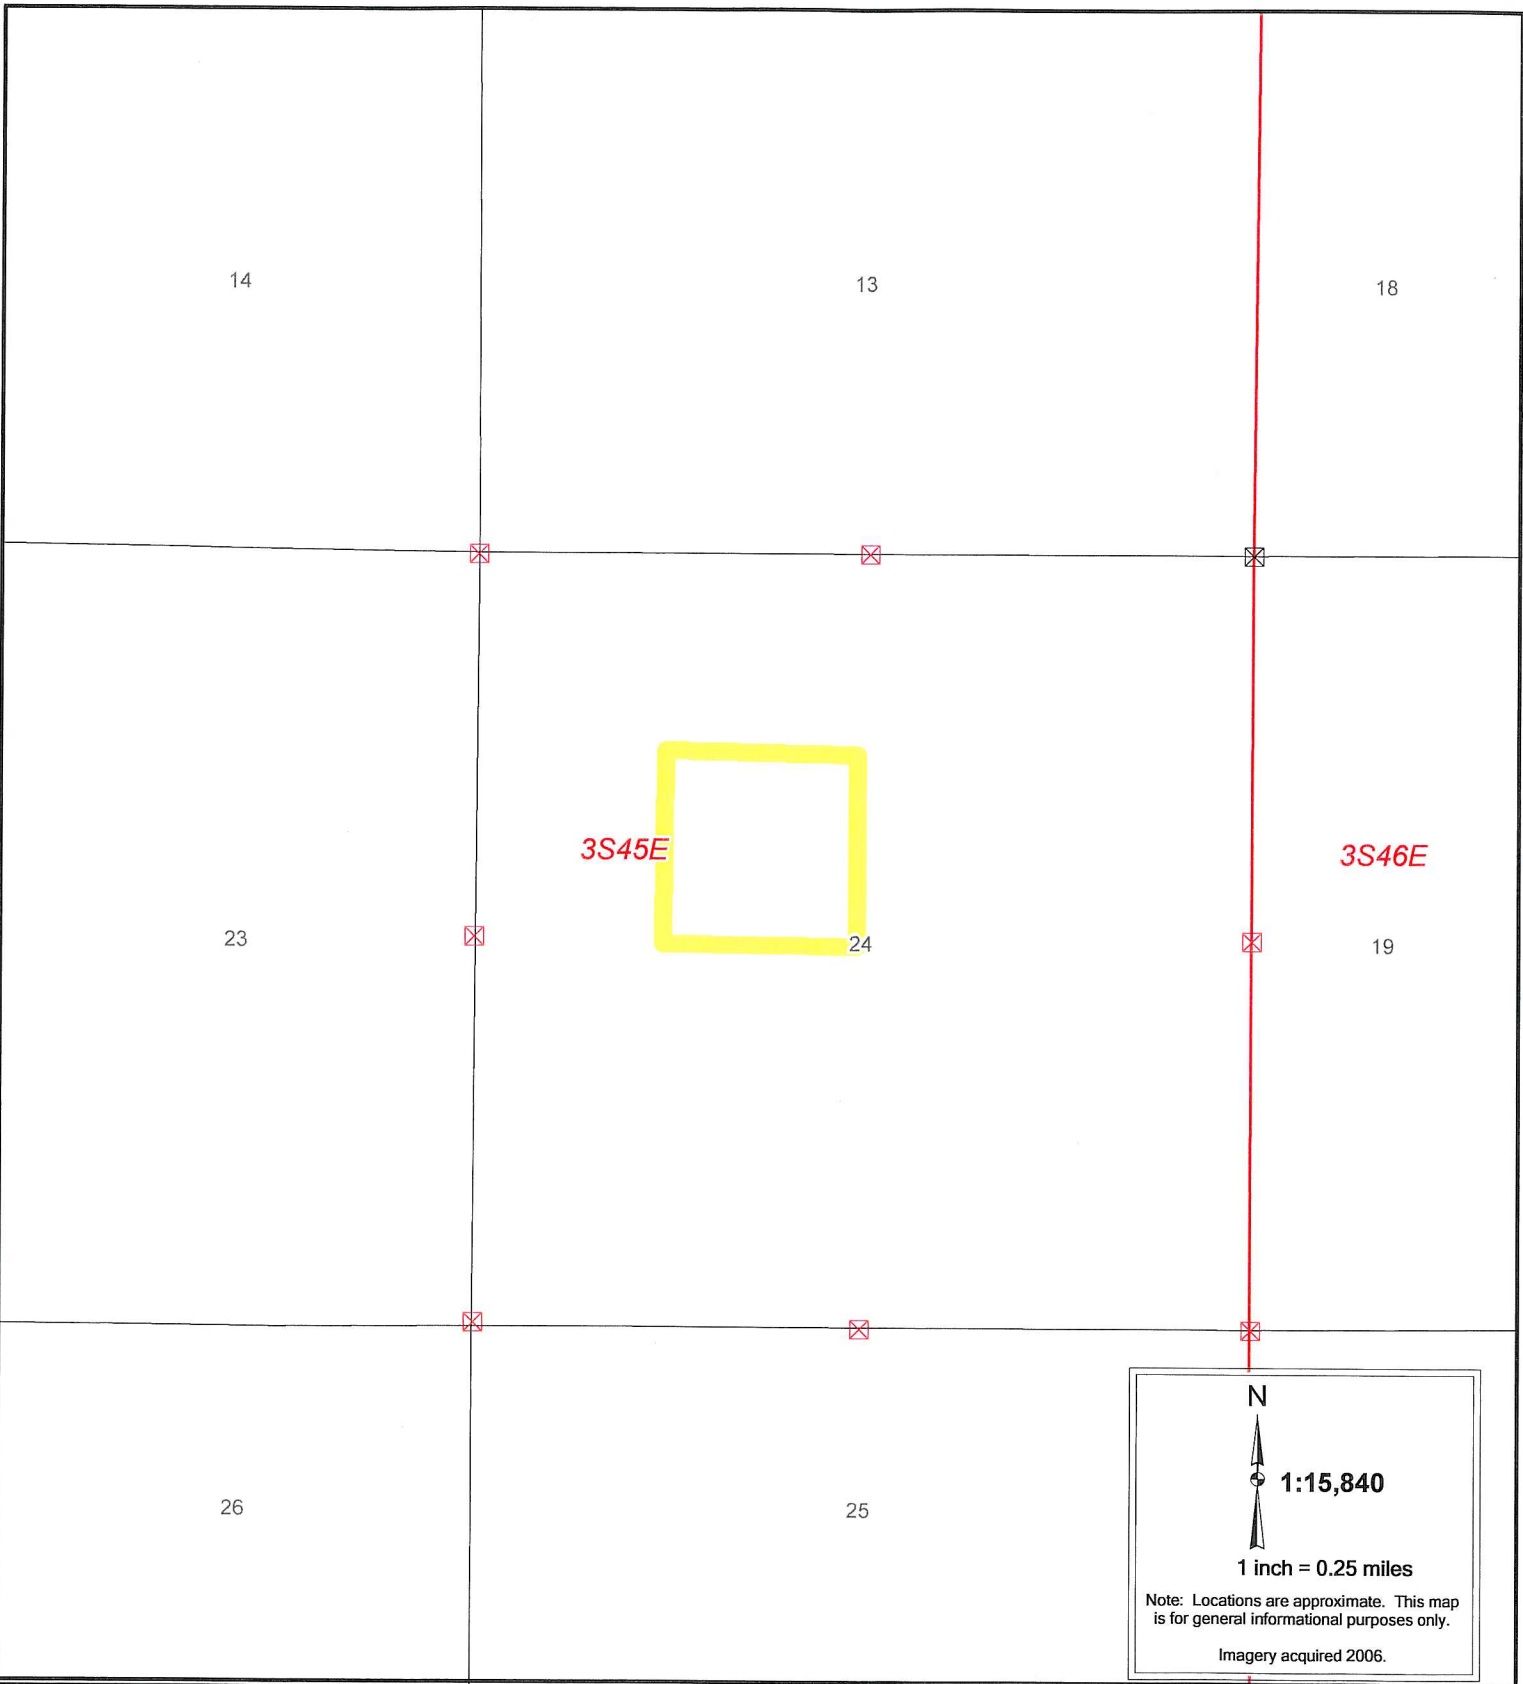 14
13
18
3S45E
3S46E
23
24
19
26
25
N
1:15,840
1 inch = 0.25 miles
Note: Locations are approximate. This map
is for general informational purposes only.
Imagery acquired 2006.